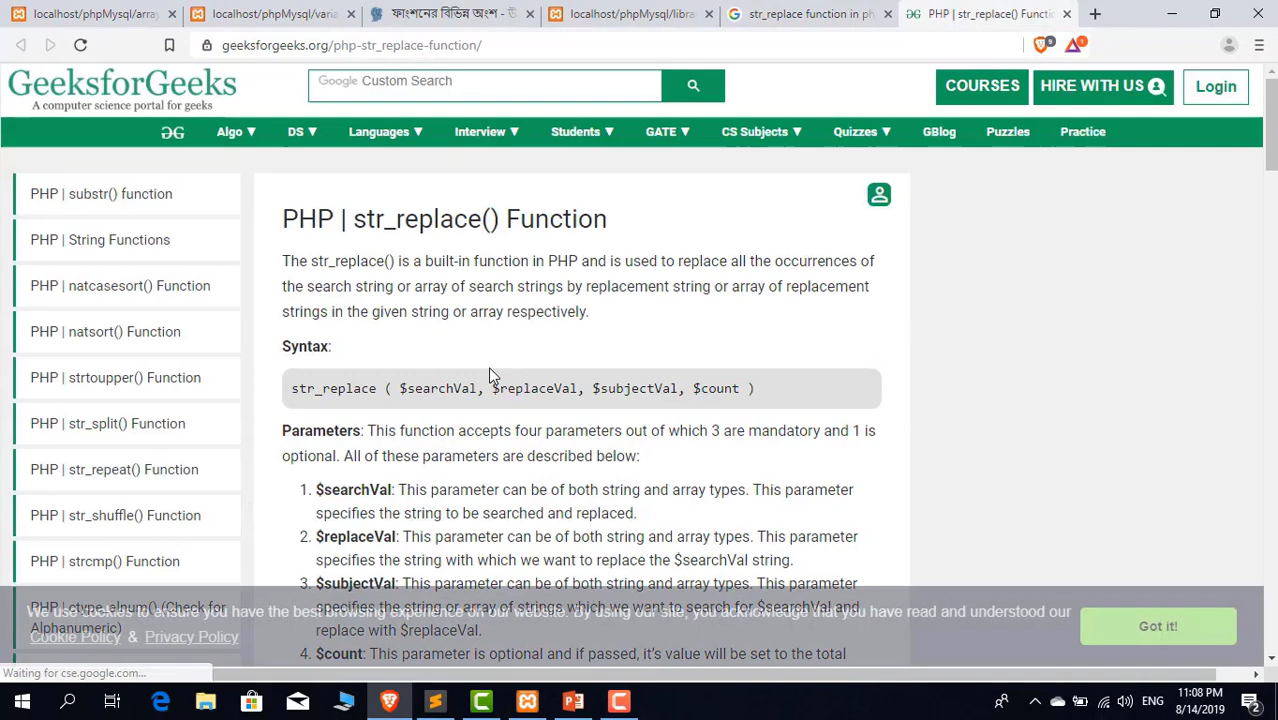 localhost/phpMysql/array
localhost/phpMysql/varia
ফাংশনের বিভিন্ন অংশ - উ
localhost/phpMysql/libra
str_replace function in ph
PHP | str_replace() Functio
geeksforgeeks.org/php-str_replace-function/
9
1
GeeksforGeeks
A computer science portal for geeks
Google Custom Search
COURSES
HIRE WITH US
Login
Algo ▼
DS ▼
Languages ▼
Interview ▼
Students ▼
GATE ▼
CS Subjects ▼
Quizzes ▼
GBlog
Puzzles
Practice
PHP | substr() function
PHP | String Functions
PHP | natcasesort() Function
PHP | natsort() Function
PHP | strtoupper() Function
PHP | str_split() Function
PHP | str_repeat() Function
PHP | str_shuffle() Function
PHP | strcmp() Function
PHP | ctype_alnum() (Check for
Alphanumeric)
PHP | str_replace() Function
The str_replace() is a built-in function in PHP and is used to replace all the occurrences of
the search string or array of search strings by replacement string or array of replacement
strings in the given string or array respectively.
Syntax:
str_replace ( $searchVal, $replaceVal, $subjectVal, $count )
Parameters: This function accepts four parameters out of which 3 are mandatory and 1 is
optional. All of these parameters are described below:
1. $searchVal: This parameter can be of both string and array types. This parameter
specifies the string to be searched and replaced.
2. $replaceVal: This parameter can be of both string and array types. This parameter
specifies the string with which we want to replace the $searchVal string.
3. $subjectVal: This parameter can be of both string and array types. This parameter
specifies the string or array of strings which we want to search for $searchVal and
replace with $replaceVal.
4. $count: This parameter is optional and if passed, it's value will be set to the total
We use cookies to ensure you have the best browsing experience on our website. By using our site, you acknowledge that you have read and understood our
Cookie Policy & Privacy Policy
Got it!
Waiting for cse.google.com...
ENG
11:08 PM
8/14/2019
2